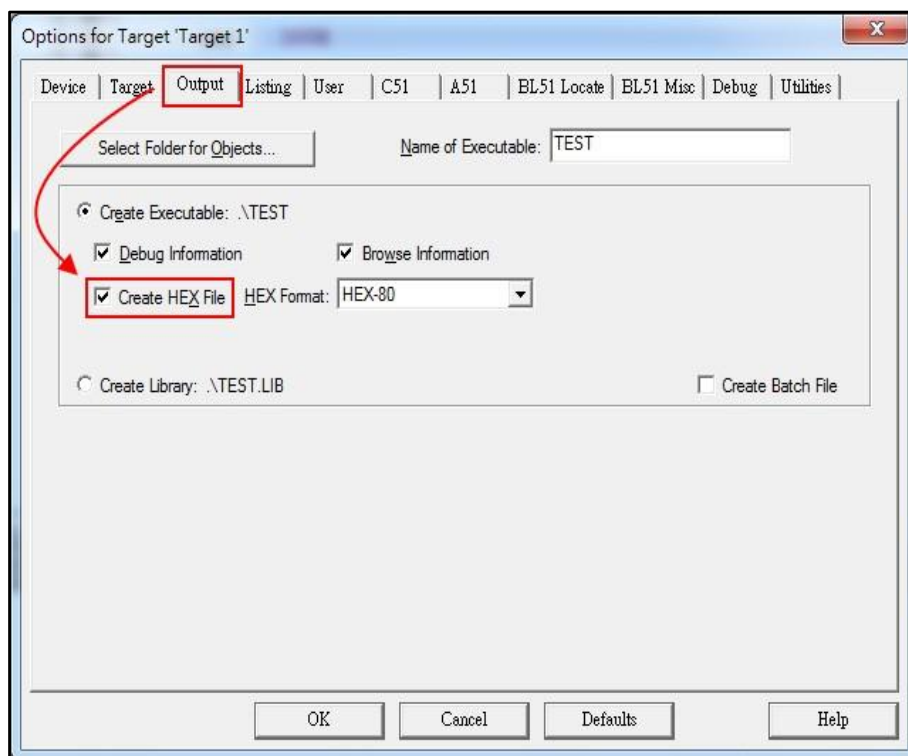 Options for Target 'Target 1'
Device Target Output Listing User C51 A51 BL51 Locate BL51 Misc Debug Utilities
Select Folder for Objects... Name of Executable: TEST
Create Executable: .\TEST
Debug Information Browse Information
Create HEX File HEX Format: HEX-80
Create Library: .\TEST.LIB Create Batch File
OK Cancel Defaults Help